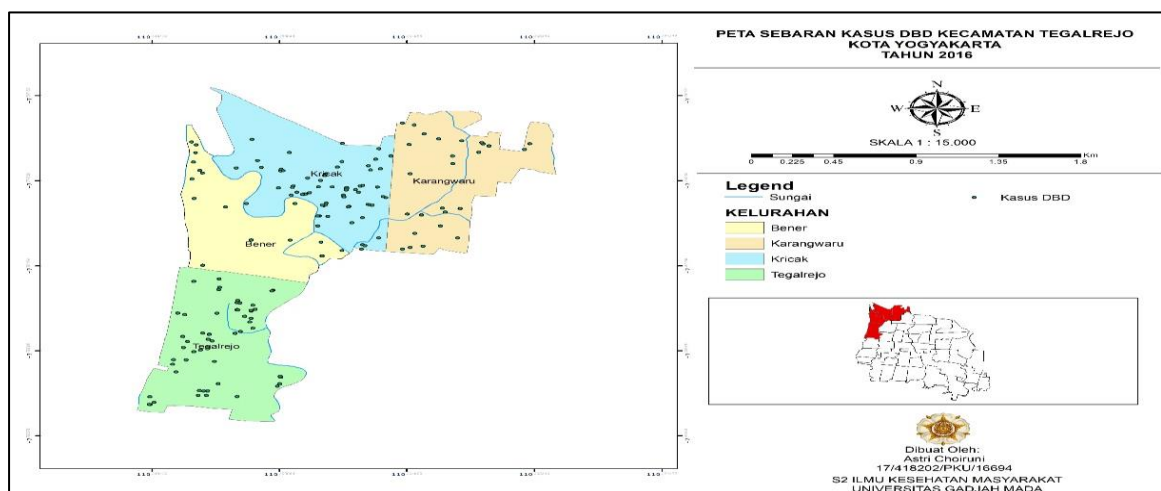 PETA SEBARAN KASUS DBD KECAMATAN TEGALREJO
KOTA YOGYAKARTA
TAHUN 2016
N
W E
S
SKALA 1 : 15.000
0 0.225 0.45 0.9 1.35 1.8
Km
Legend
Sungai
Kasus DBD
KELURAHAN
Bener
Karangwaru
Kricak
Tegalrejo
Kricak
Karangwaru
Bener
Tegalrejo
Dibuat Oleh:
Astri Choiruni
17/418202/PKU/16694
S2 ILMU KESEHATAN MASYARAKAT
UNIVERSITAS GADJAH MADA